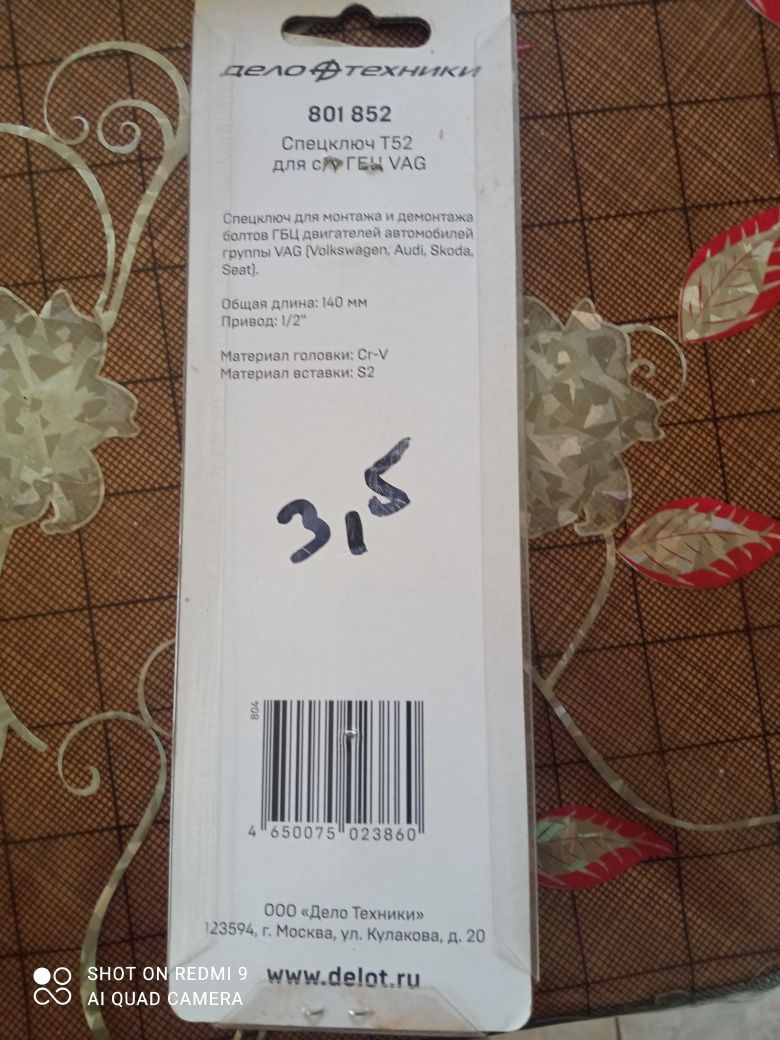 ДЕЛО ТЕХНИКИ
801 852
Спецключ Т52
для с/у ГБЦ VAG
Спецключ для монтажа и демонтажа
болтов ГБЦ двигателей автомобилей
группы VAG (Volkswagen, Audi, Skoda,
Seat).
Общая длина: 140 мм
Привод: 1/2"
Материал головки: Cr-V
Материал вставки: S2
3,5
804
4 650075 023860
ООО «Дело Техники»
123594, г. Москва, ул. Кулакова, д. 20
www.delot.ru
SHOT ON REDMI 9
AI QUAD CAMERA